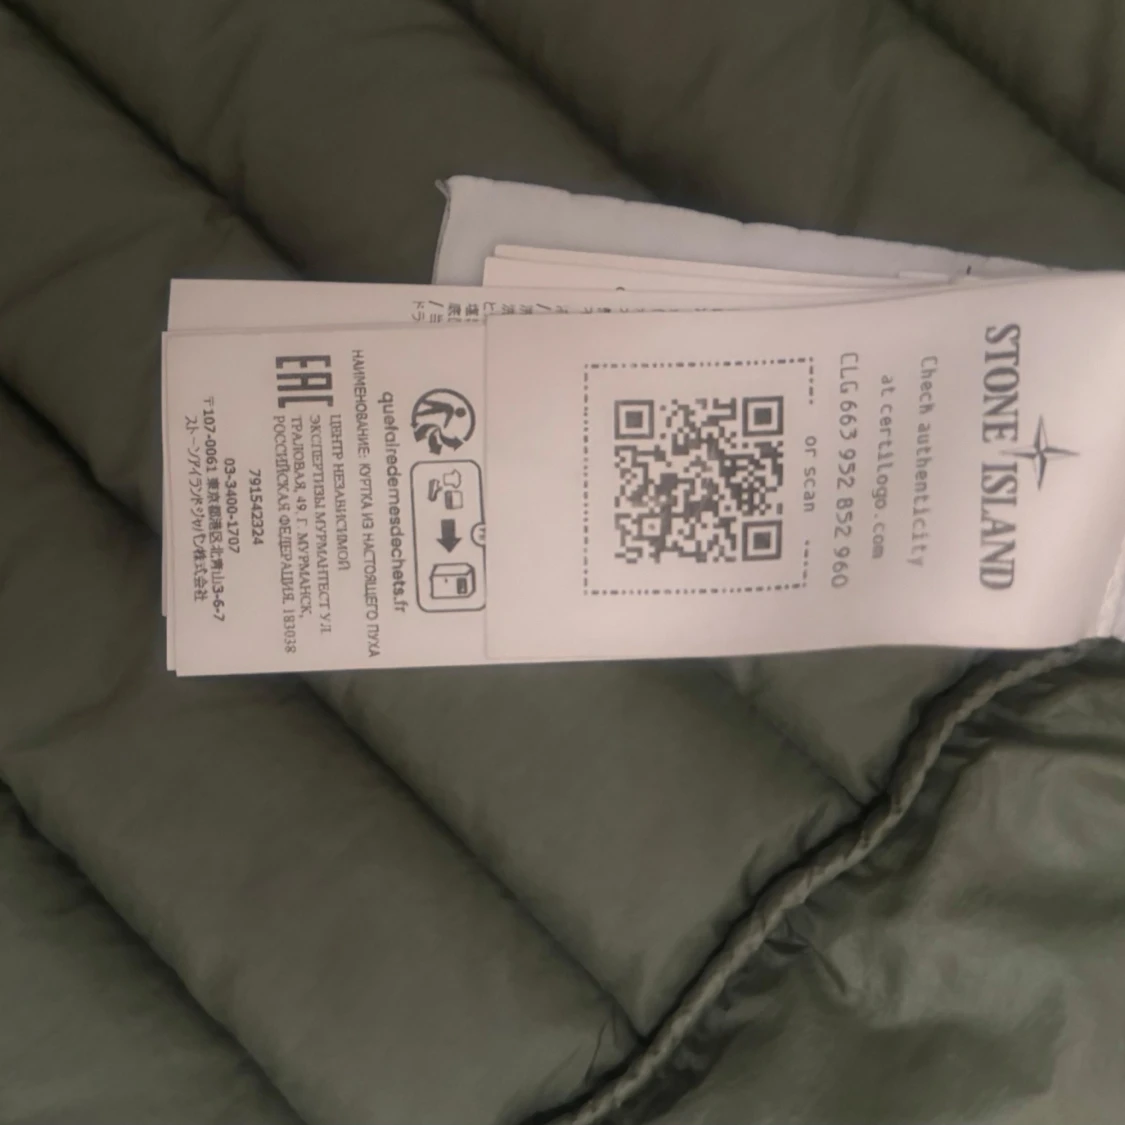 STONE ISLAND
Check authenticity
at certilogo.com
CLG 663 952 852 960
or scan
quefairedemesdechets.fr
НАИМЕНОВАНИЕ: КУРТКА ИЗ НАСТОЯЩЕГО ПУХА
EAC
ЦЕНТР НЕЗАВИСИМОЙ
ЭКСПЕРТИЗЫ МУРМАНТЕСТ УЛ.
ТРАЛОВАЯ, 49, Г. МУРМАНСК,
РОССИЙСКАЯ ФЕДЕРАЦИЯ, 183038
791542324
03-3400-1707
〒107-0061 東京都港区北青山3-6-7
ストーンアイランドジャパン株式会社